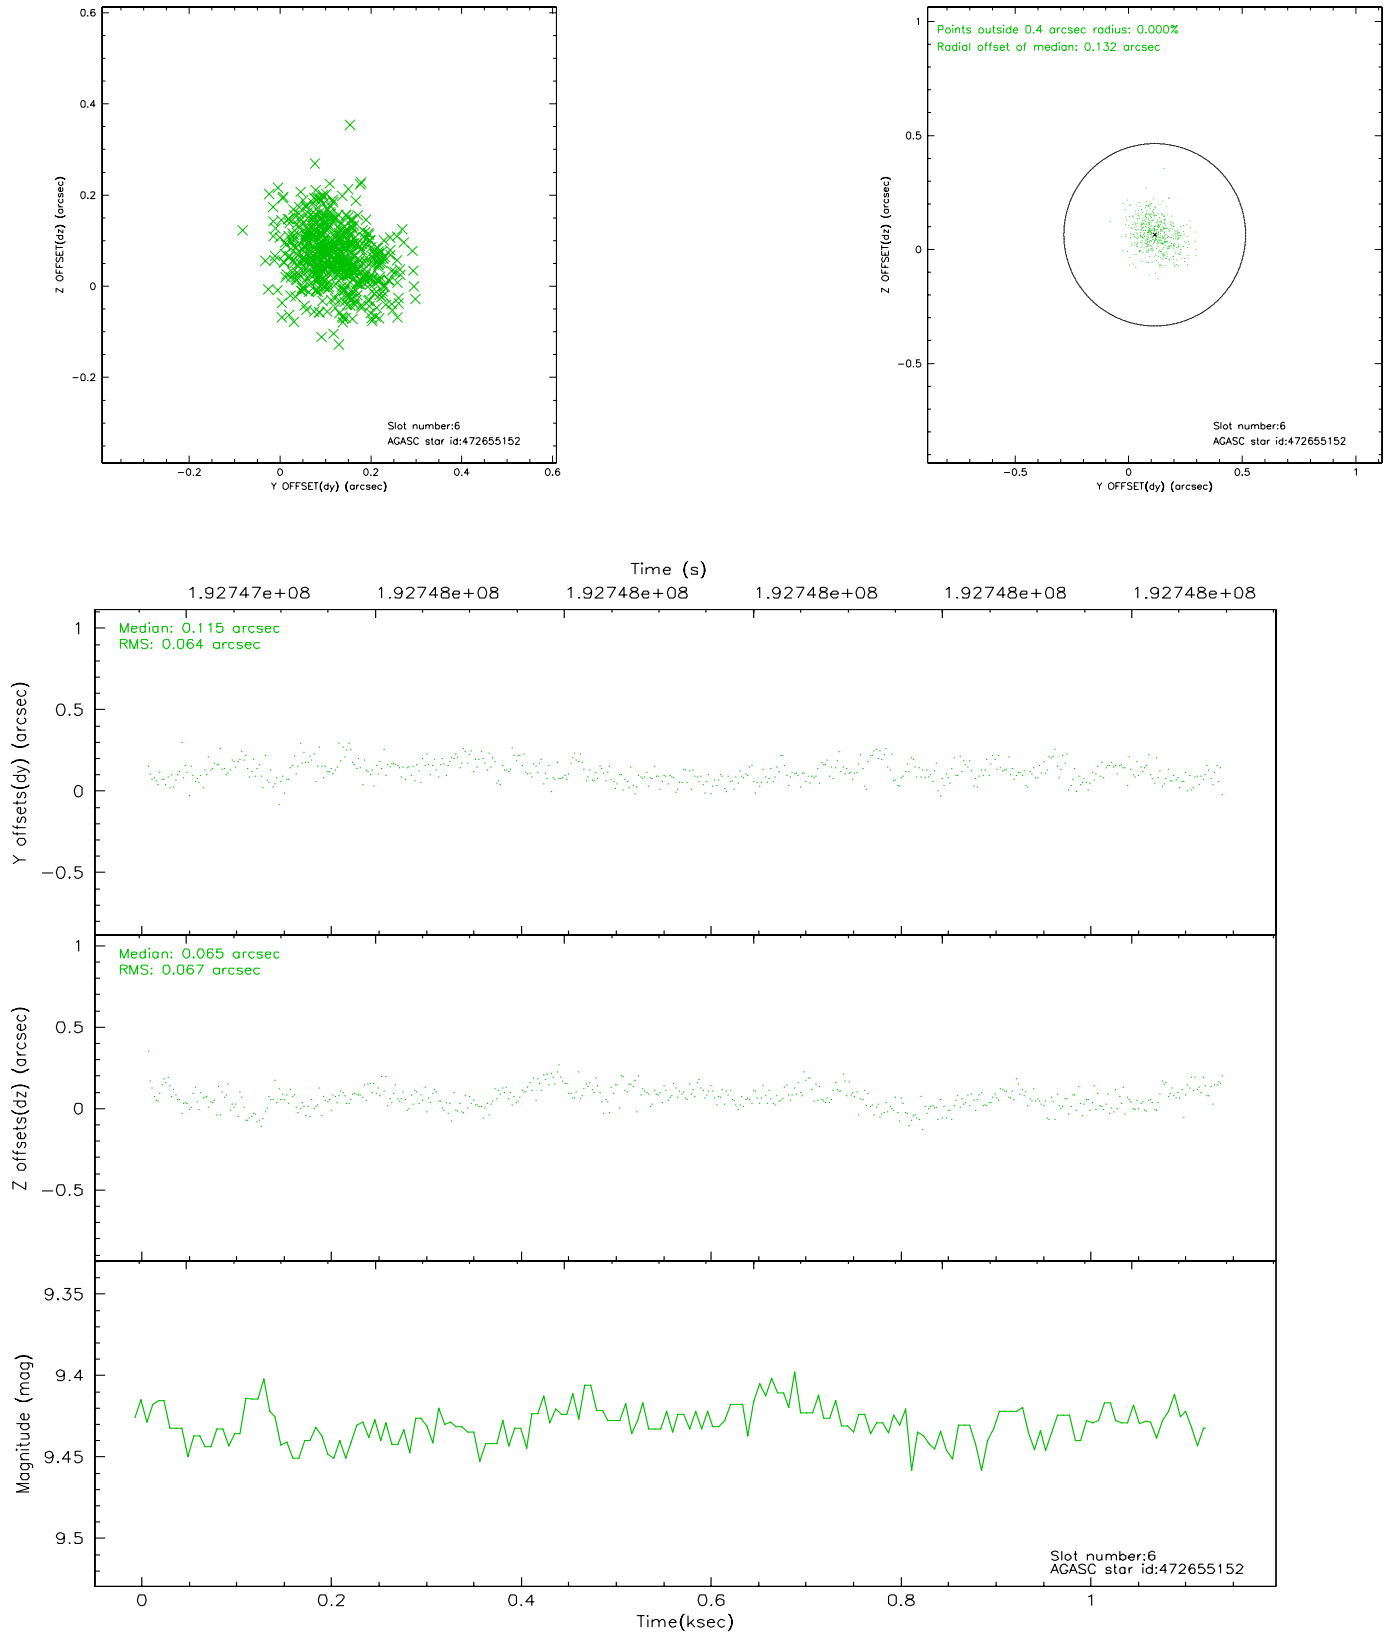 0.6
0.4
0.2
0
−0.2
Z OFFSET(dz) (arcsec)
Slot number:6
AGASC star id:472655152
−0.2 0 0.2 0.4 0.6
Y OFFSET(dy) (arcsec)
Points outside 0.4 arcsec radius: 0.000%
Radial offset of median: 0.132 arcsec
1
0.5
0
−0.5
Z OFFSET(dz) (arcsec)
Slot number:6
AGASC star id:472655152
−0.5 0 0.5 1
Y OFFSET(dy) (arcsec)
Time (s)
1.92747e+08 1.92748e+08 1.92748e+08 1.92748e+08 1.92748e+08 1.92748e+08
Median: 0.115 arcsec
RMS: 0.064 arcsec
1
0.5
0
−0.5
Y offsets(dy) (arcsec)
Median: 0.065 arcsec
RMS: 0.067 arcsec
1
0.5
0
−0.5
Z offsets(dz) (arcsec)
9.35
9.4
9.45
9.5
Magnitude (mag)
Slot number:6
AGASC star id:472655152
0 0.2 0.4 0.6 0.8 1
Time(ksec)